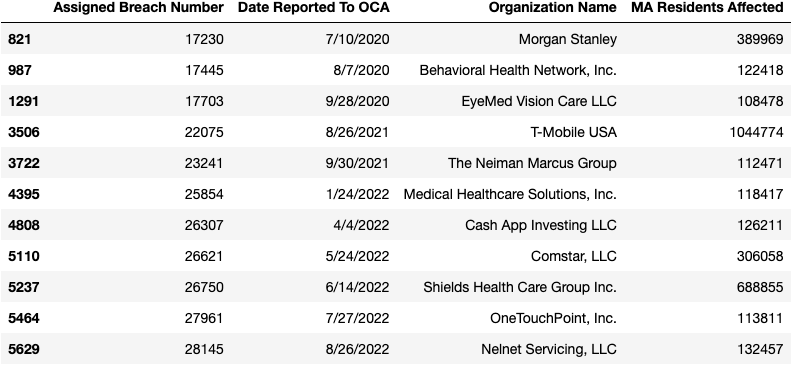 Assigned Breach Number Date Reported To OCA Organization Name MA Residents Affected
821 17230 7/10/2020 Morgan Stanley 389969
987 17445 8/7/2020 Behavioral Health Network, Inc. 122418
1291 17703 9/28/2020 EyeMed Vision Care LLC 108478
3506 22075 8/26/2021 T-Mobile USA 1044774
3722 23241 9/30/2021 The Neiman Marcus Group 112471
4395 25854 1/24/2022 Medical Healthcare Solutions, Inc. 118417
4808 26307 4/4/2022 Cash App Investing LLC 126211
5110 26621 5/24/2022 Comstar, LLC 306058
5237 26750 6/14/2022 Shields Health Care Group Inc. 688855
5464 27961 7/27/2022 OneTouchPoint, Inc. 113811
5629 28145 8/26/2022 Nelnet Servicing, LLC 132457